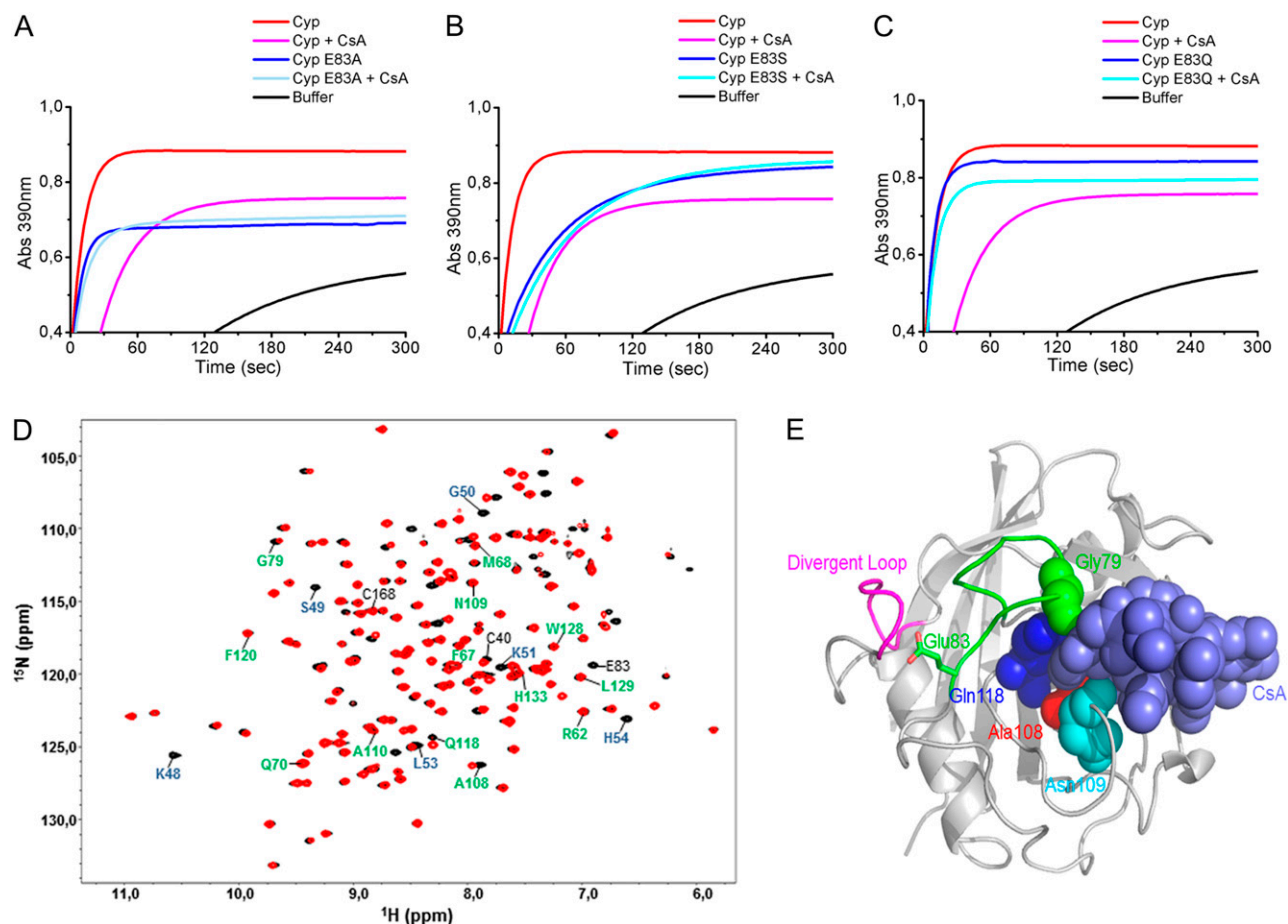 A
Cyp
Cyp + CsA
Cyp E83A
Cyp E83A + CsA
Buffer
Abs 390nm
1,0
0,8
0,6
0,4
0 60 120 180 240 300
Time (sec)
B
Cyp
Cyp + CsA
Cyp E83S
Cyp E83S + CsA
Buffer
Abs 390nm
1,0
0,8
0,6
0,4
0 60 120 180 240 300
Time (sec)
C
Cyp
Cyp + CsA
Cyp E83Q
Cyp E83Q + CsA
Buffer
Abs 390nm
1,0
0,8
0,6
0,4
0 60 120 180 240 300
Time (sec)
D
15N (ppm)
105,0
110,0
115,0
120,0
125,0
130,0
G50
G79
M68
S49
C168
N109
F120
W128
F67
C40
K51
E83
H133
L129
R62
H54
Q118
A110
K48
Q70
L53
A108
11,0 10,0 9,0 8,0 7,0 6,0
1H (ppm)
E
Divergent Loop
Gly79
Glu83
Gln118
CsA
Ala108
Asn109